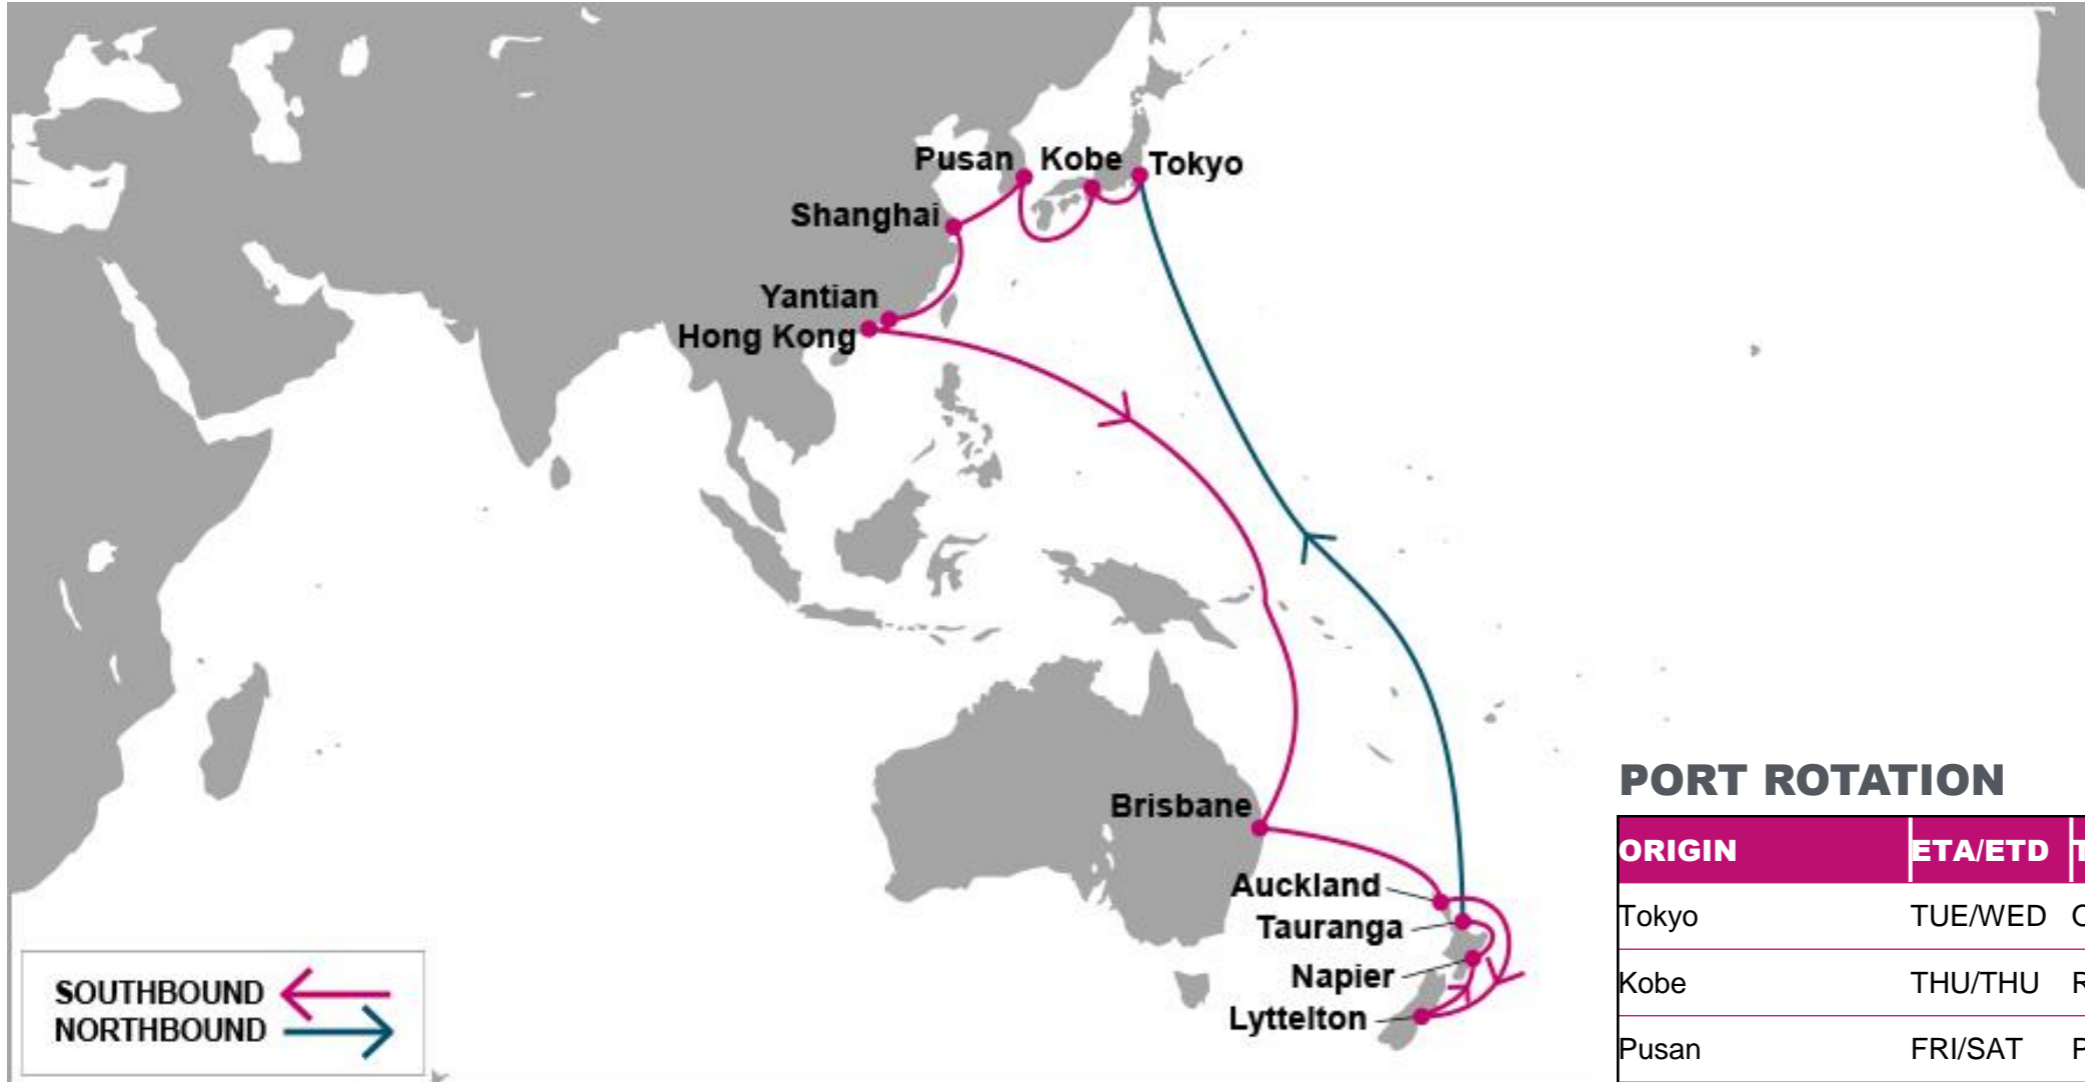 Pusan Kobe Tokyo
Shanghai
Yantian
Hong Kong
Brisbane
Auckland
Tauranga
Napier
Lyttelton
SOUTHBOUND
NORTHBOUND
PORT ROTATION
ORIGIN ETA/ETD
Tokyo TUE/WED
Kobe THU/THU
Pusan FRI/SAT